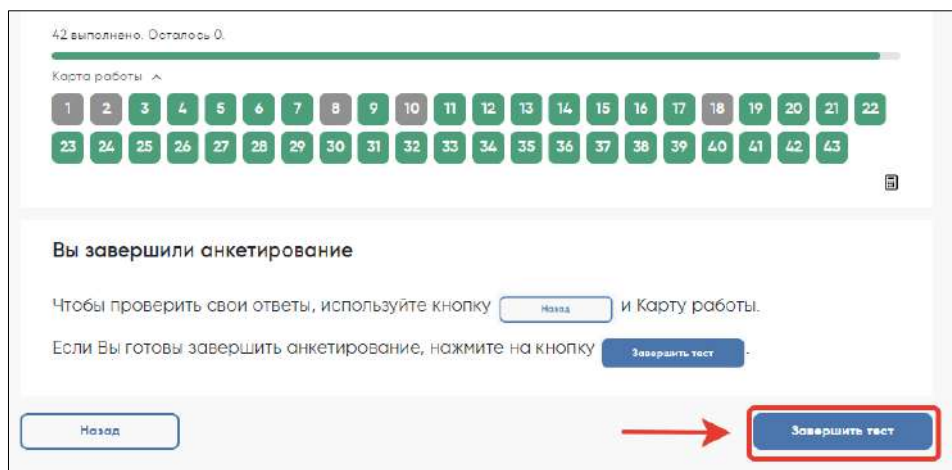 42 выполнено. Осталось 0.
Карта работы
1 2 3 4 5 6 7 8 9 10 11 12 13 14 15 16 17 18 19 20 21 22
23 24 25 26 27 28 29 30 31 32 33 34 35 36 37 38 39 40 41 42 43
Вы завершили анкетирование
Чтобы проверить свои ответы, используйте кнопку Назад и Карту работы.
Если Вы готовы завершить анкетирование, нажмите на кнопку Завершить тест.
Назад Завершить тест